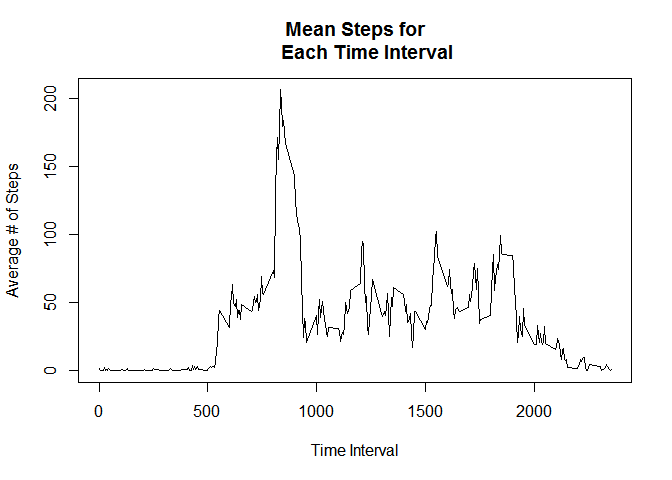 Mean Steps for
Each Time Interval
Average # of Steps
200
150
100
50
0
0 500 1000 1500 2000
Time Interval